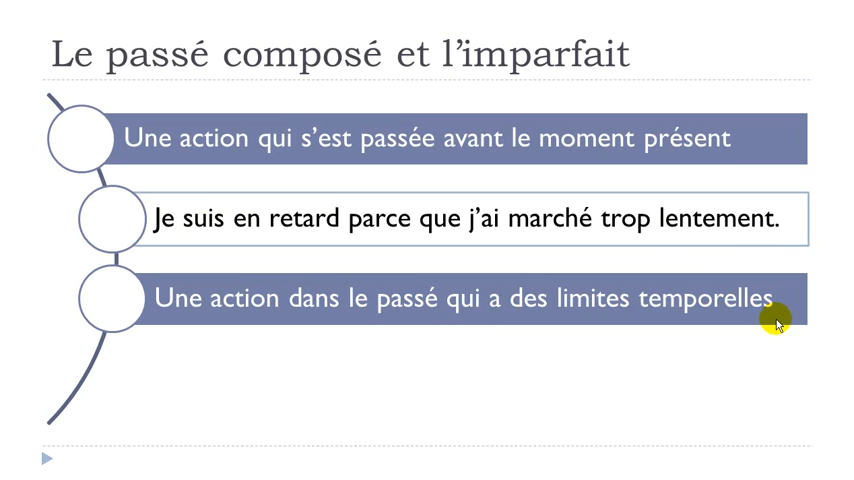 Le passé composé et l’imparfait
Une action qui s’est passée avant le moment présent
Je suis en retard parce que j’ai marché trop lentement.
Une action dans le passé qui a des limites temporelles